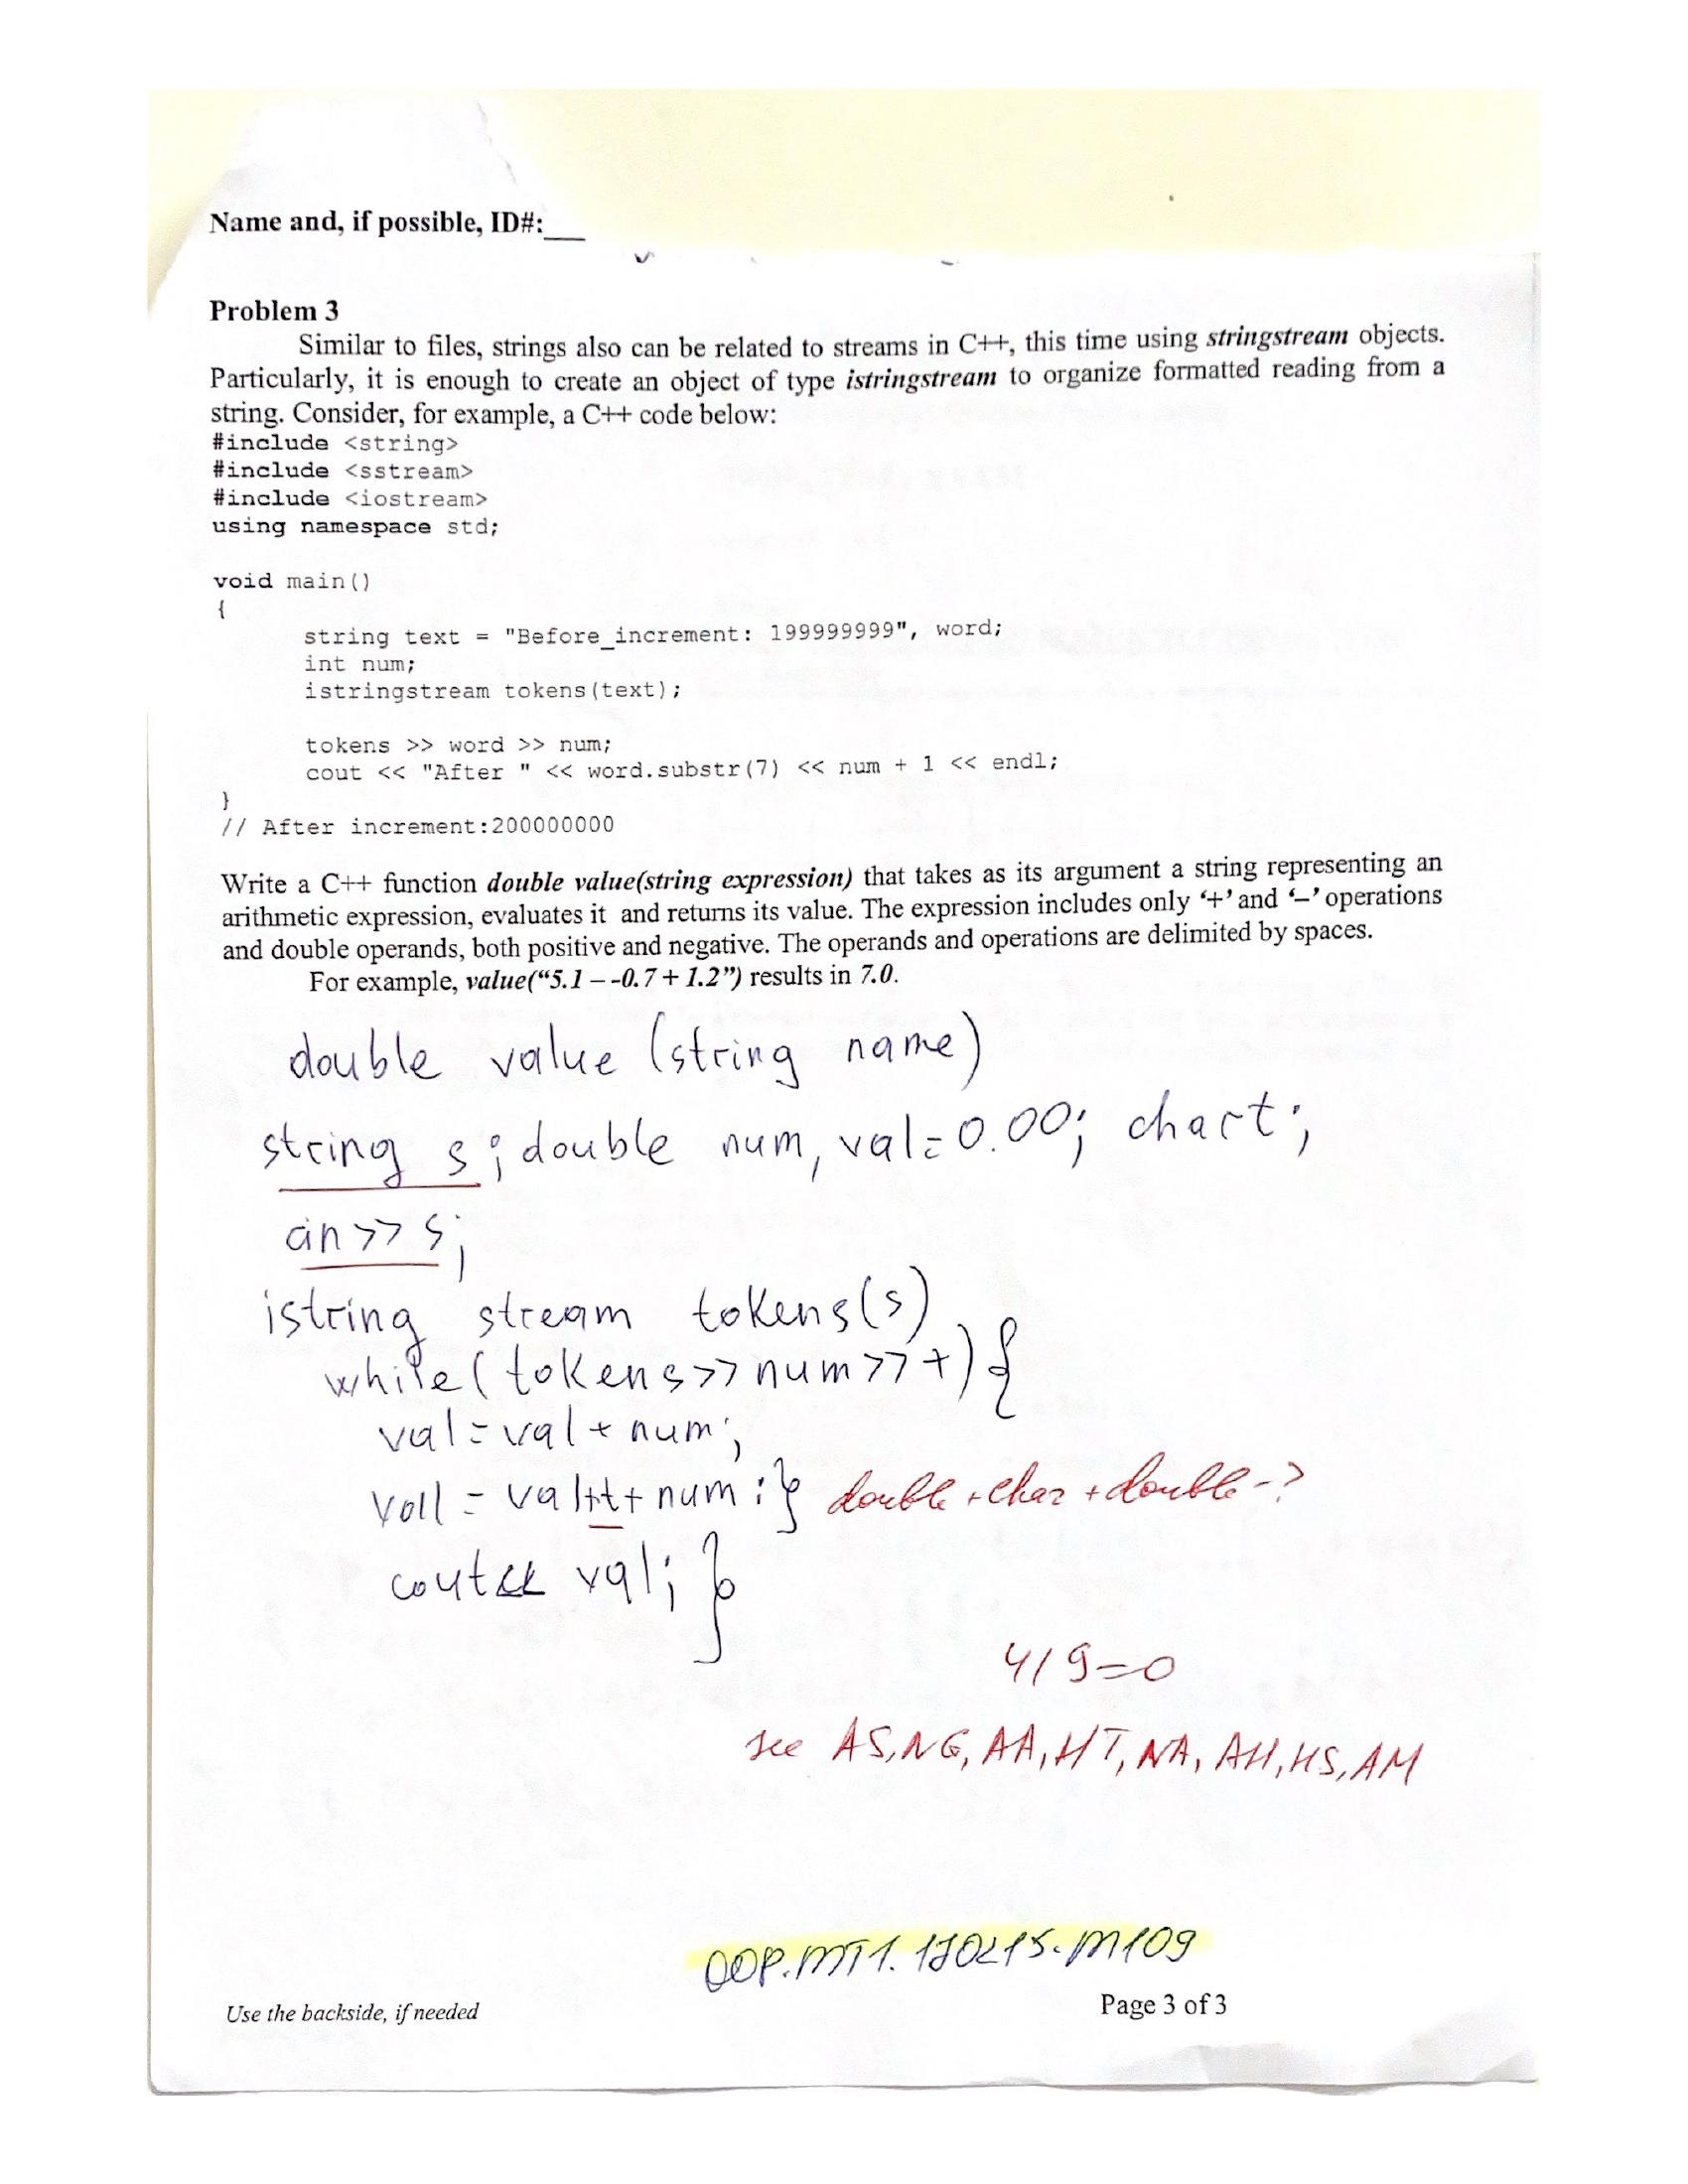 Name and, if possible, ID#:___
Problem 3
Similar to files, strings also can be related to streams in C++, this time using stringstream objects.
Particularly, it is enough to create an object of type istringstream to organize formatted reading from a
string. Consider, for example, a C++ code below:
#include <string>
#include <sstream>
#include <iostream>
using namespace std;
void main()
{
string text = "Before_increment: 199999999", word;
int num;
istringstream tokens(text);
tokens >> word >> num;
cout << "After " << word.substr(7) << num + 1 << endl;
}
// After increment:200000000
Write a C++ function double value(string expression) that takes as its argument a string representing an
arithmetic expression, evaluates it and returns its value. The expression includes only ‘+’ and ‘–’ operations
and double operands, both positive and negative. The operands and operations are delimited by spaces.
For example, value(“5.1 – -0.7 + 1.2”) results in 7.0.
double value (string name)
string s; double num, val=0.00; char t;
cin >> s;
istring stream tokens(s)
while(tokens>>num>>t){
val=val+num;
val = val+t+num;} double+char+double-?
cout<< val; }
4/9=0
see AS, NG, AA, HT, NA, AH, HS, AM
OOP.MT1.170215.M109
Use the backside, if needed
Page 3 of 3